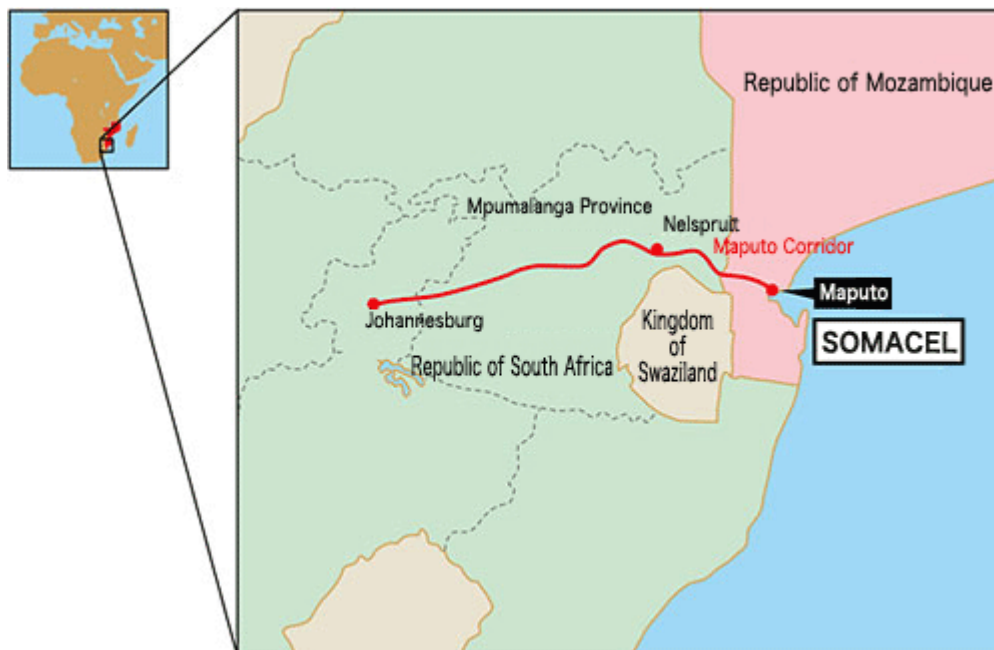 Republic of Mozambique
Mpumalanga Province
Nelspruit
Maputo Corridor
Maputo
Johannesburg
Kingdom
of
Swaziland
SOMACEL
Republic of South Africa